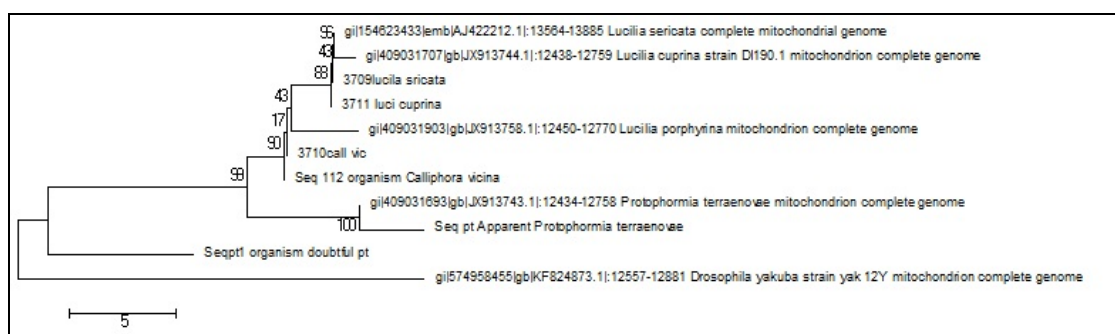 96
gi|154623433|emb|AJ422212.1|:13564-13885 Lucilia sericata complete mitochondrial genome
43
gi|409031707|gb|JX913744.1|:12438-12759 Lucilia cuprina strain DI190.1 mitochondrion complete genome
88
3709lucila sricata
43
3711 luci cuprina
17
gi|409031903|gb|JX913758.1|:12450-12770 Lucilia porphyrina mitochondrion complete genome
90
3710call vic
98
Seq 112 organism Calliphora vicina
gi|409031693|gb|JX913743.1|:12434-12758 Protophormia terraenovae mitochondrion complete genome
100
Seq pt Apparent Protophormia terraenovae
Seqpt1 organism doubtful pt
gi|574958455|gb|KF824873.1|:12557-12881 Drosophila yakuba strain yak 12Y mitochondrion complete genome
5